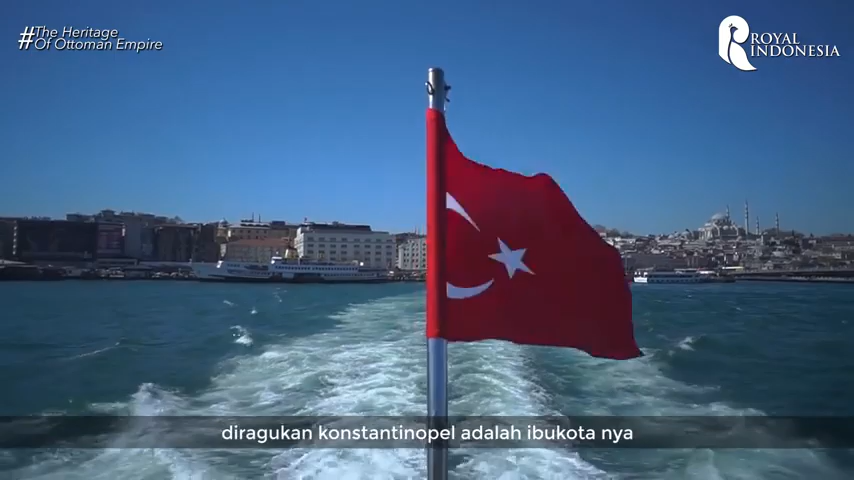 #The Heritage
Of Ottoman Empire
ROYAL
INDONESIA
diragukan konstantinopel adalah ibukota nya